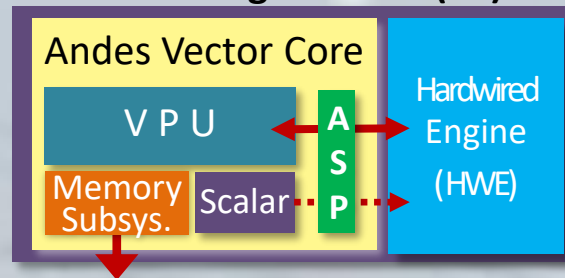 Andes Vector Core
V P U
A
S
P
Memory
Subsys.
Scalar
Hardwired
Engine
(HWE)